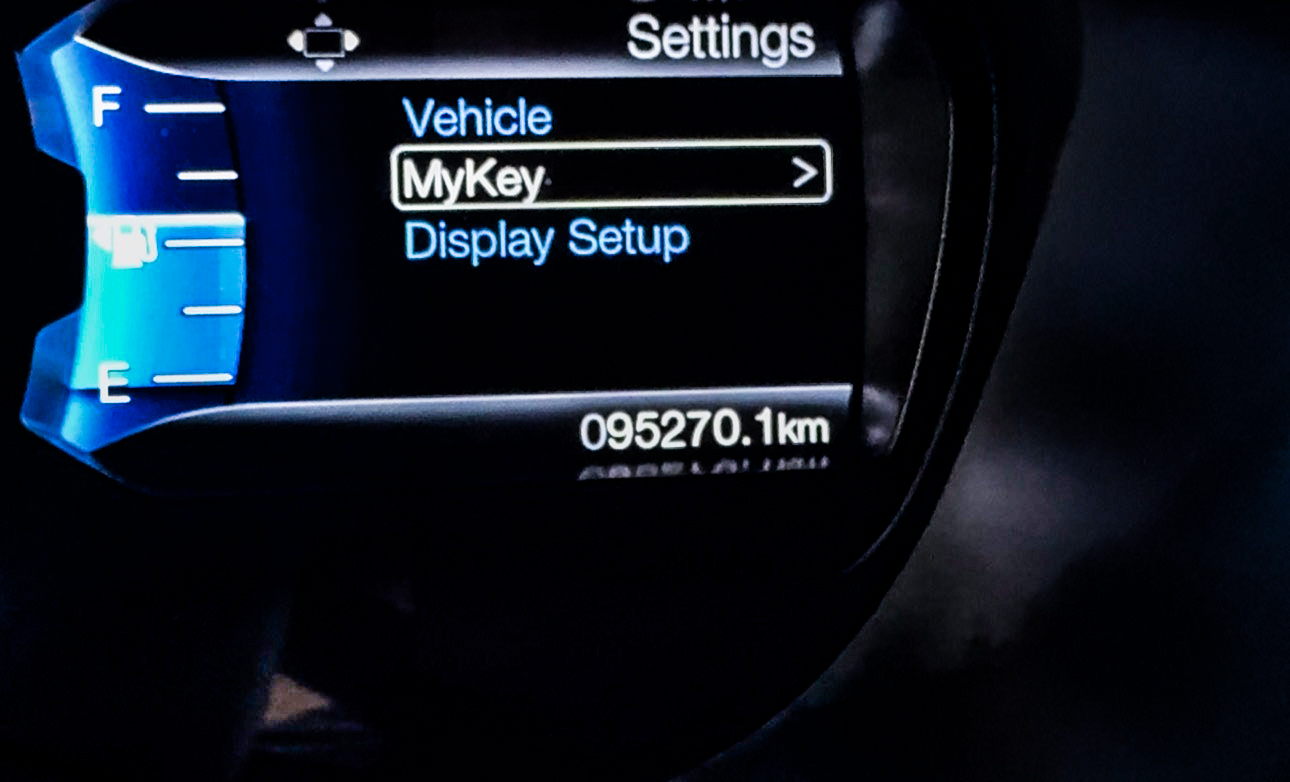 Settings
F
Vehicle
MyKey >
Display Setup
E
095270.1km